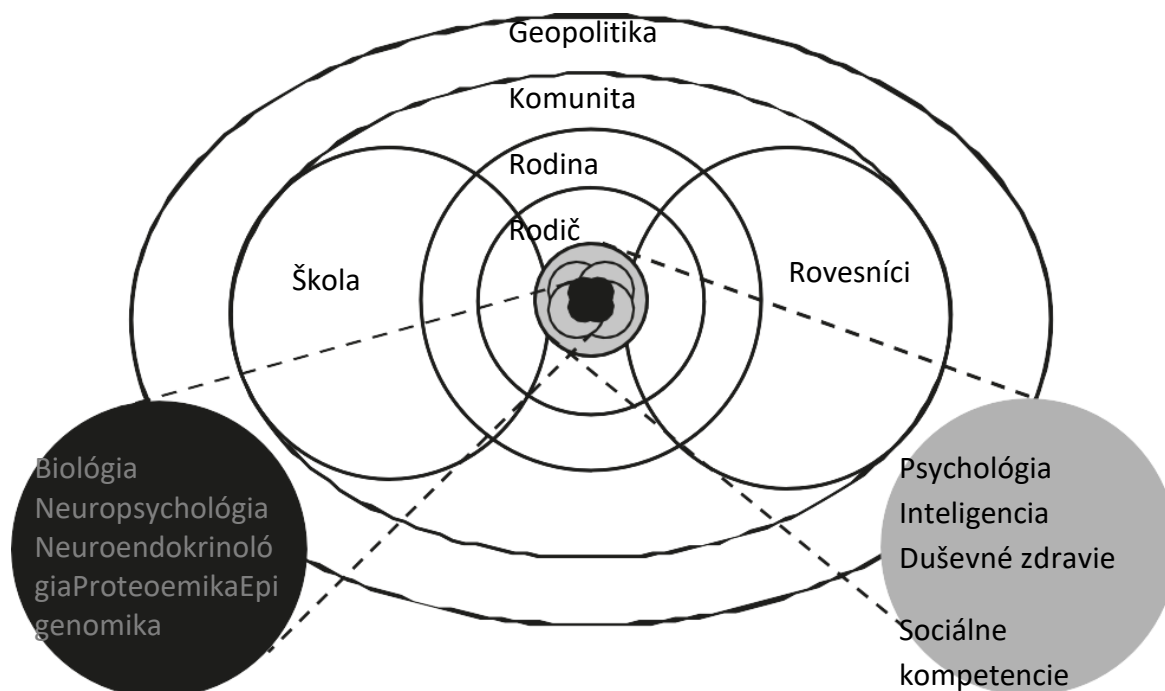 Geopolitika
Komunita
Rodina
Rodič
Škola
Rovesníci
Biológia
Neuropsychológia
Neuroendokrinoló
giaProteoemikaEpi
genomika
Psychológia
Inteligencia
Duševné zdravie
Sociálne
kompetencie